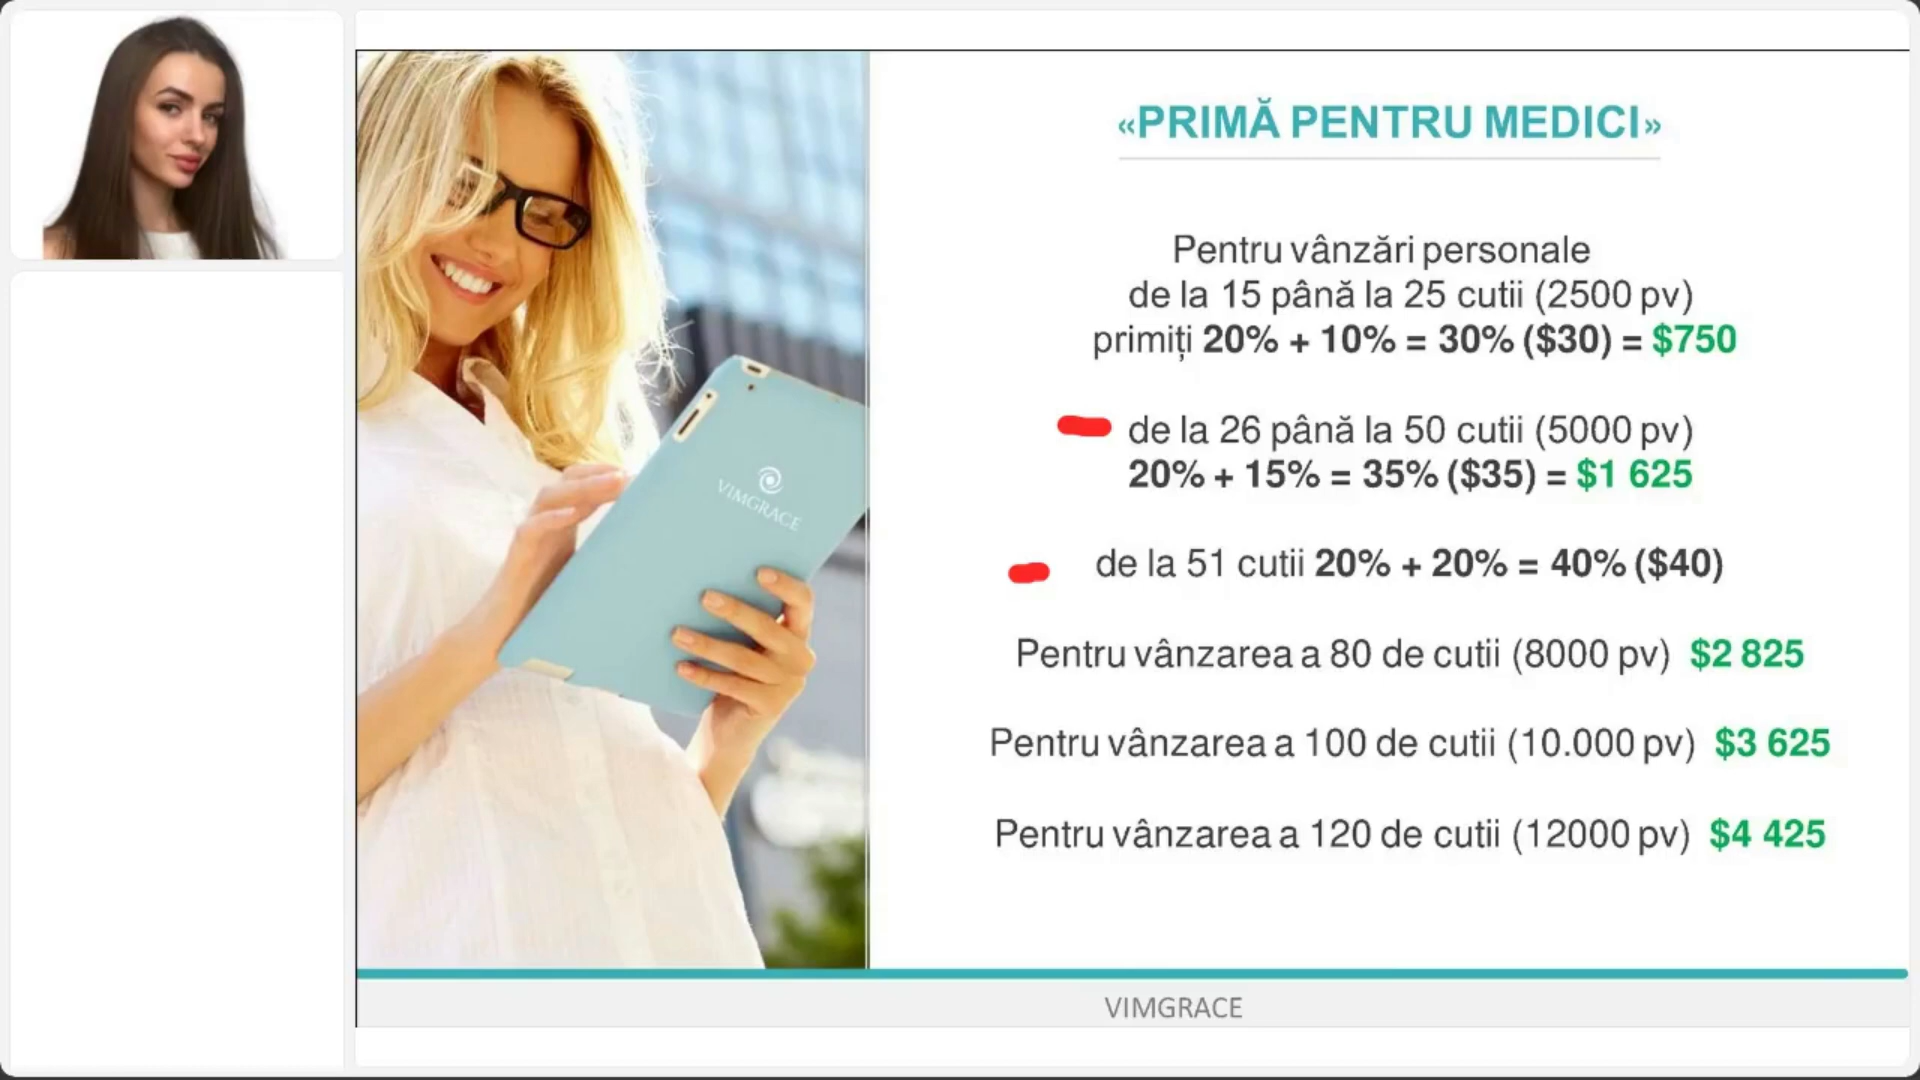 «PRIMĂ PENTRU MEDICI»
Pentru vânzări personale
de la 15 până la 25 cutii (2500 pv)
primiți 20% + 10% = 30% ($30) = $750
de la 26 până la 50 cutii (5000 pv)
20% + 15% = 35% ($35) = $1 625
de la 51 cutii 20% + 20% = 40% ($40)
Pentru vânzarea a 80 de cutii (8000 pv) $2 825
Pentru vânzarea a 100 de cutii (10.000 pv) $3 625
Pentru vânzarea a 120 de cutii (12000 pv) $4 425
VIMGRACE
VIMGRACE